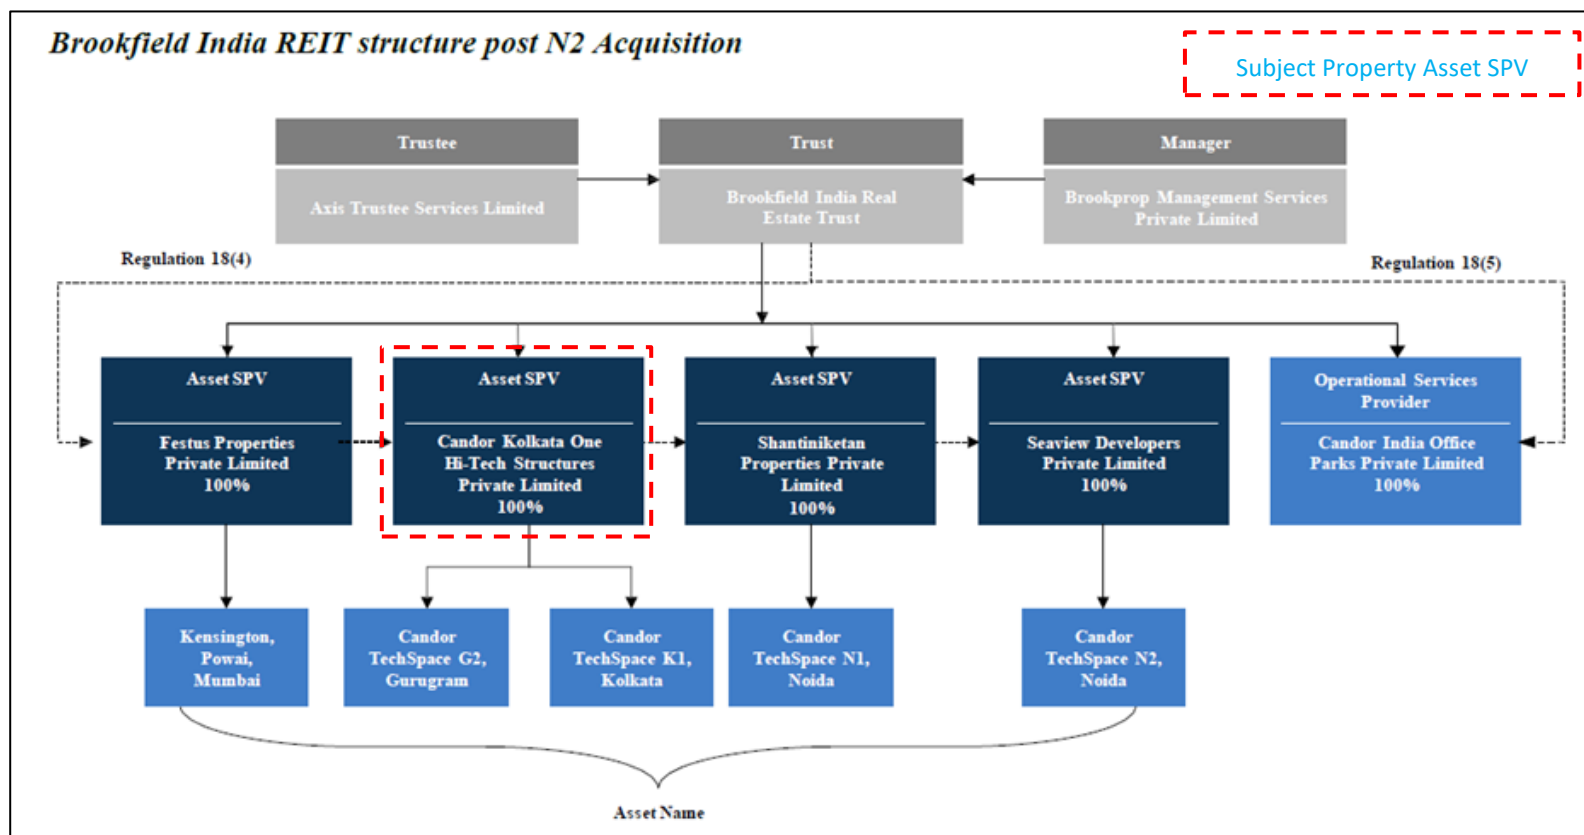 Brookfield India REIT structure post N2 Acquisition
Subject Property Asset SPV
Trustee
Trust
Manager
Axis Trustee Services Limited
Brookfield India Real
Estate Trust
Brookprop Management Services
Private Limited
Regulation 18(4)
Regulation 18(5)
Asset SPV
Festus Properties
Private Limited
100%
Asset SPV
Candor Kolkata One
Hi-Tech Structures
Private Limited
100%
Asset SPV
Shantiniketan
Properties Private
Limited
100%
Asset SPV
Seaview Developers
Private Limited
100%
Operational Services
Provider
Candor India Office
Parks Private Limited
100%
Kensington,
Powai,
Mumbai
Candor
TechSpace G2,
Gurugram
Candor
TechSpace K1,
Kolkata
Candor
TechSpace N1,
Noida
Candor
TechSpace N2,
Noida
Asset Name